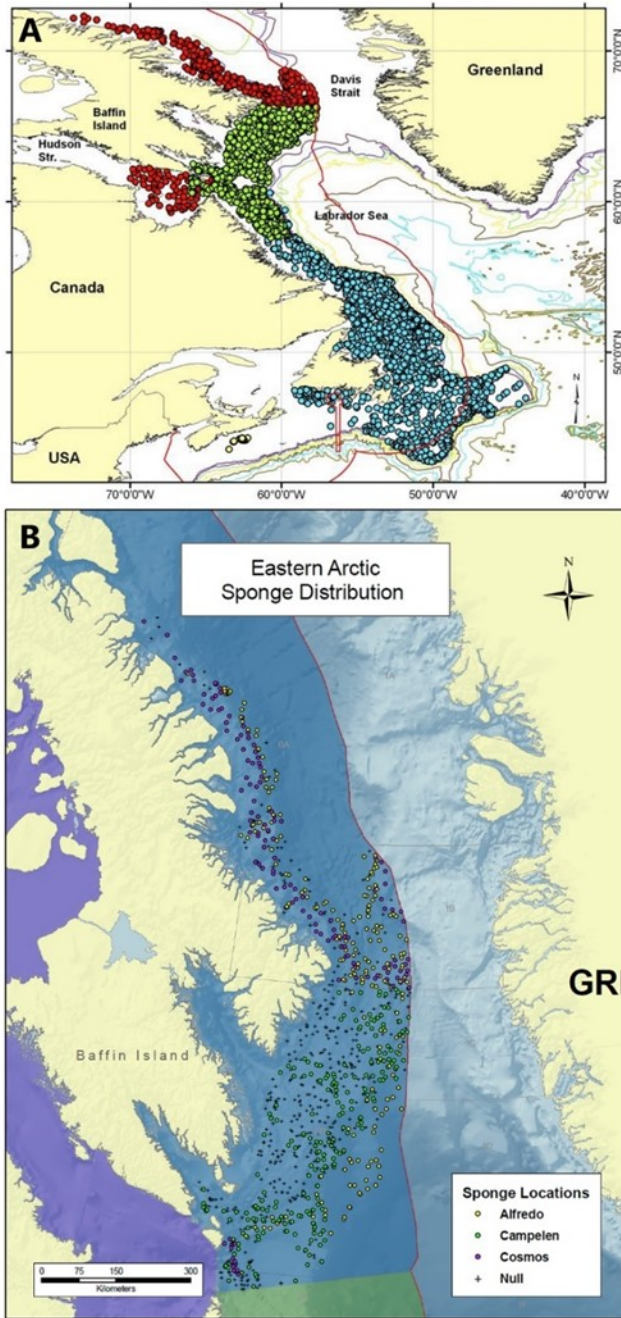 A
70°0'0"N
Davis
Strait
Greenland
Baffin
Island
Hudson
Str.
60°0'0"N
Labrador Sea
Canada
50°0'0"N
N
USA
70°0'0"W
60°0'0"W
50°0'0"W
40°0'0"W
B
Eastern Arctic
Sponge Distribution
N
GRE
Baffin Island
Sponge Locations
Alfredo
Campelen
Cosmos
Null
0 75 150 300
Kilometers